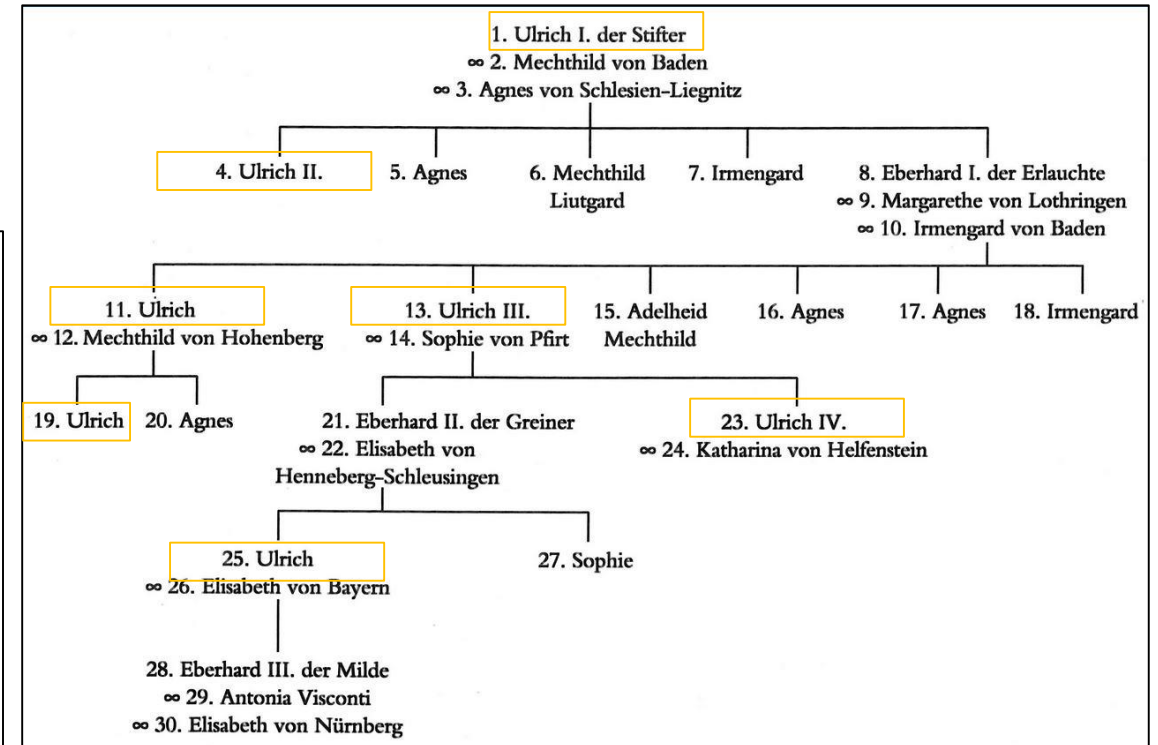 1. Ulrich I. der Stifter
∞ 2. Mechthild von Baden
∞ 3. Agnes von Schlesien-Liegnitz
4. Ulrich II.
5. Agnes
6. Mechthild
Liutgard
7. Irmengard
8. Eberhard I. der Erlauchte
∞ 9. Margarethe von Lothringen
∞ 10. Irmengard von Baden
11. Ulrich
∞ 12. Mechthild von Hohenberg
13. Ulrich III.
∞ 14. Sophie von Pfirt
15. Adelheid
Mechthild
16. Agnes
17. Agnes
18. Irmengard
19. Ulrich
20. Agnes
21. Eberhard II. der Greiner
∞ 22. Elisabeth von
Henneberg-Schleusingen
23. Ulrich IV.
∞ 24. Katharina von Helfenstein
25. Ulrich
∞ 26. Elisabeth von Bayern
27. Sophie
28. Eberhard III. der Milde
∞ 29. Antonia Visconti
∞ 30. Elisabeth von Nürnberg